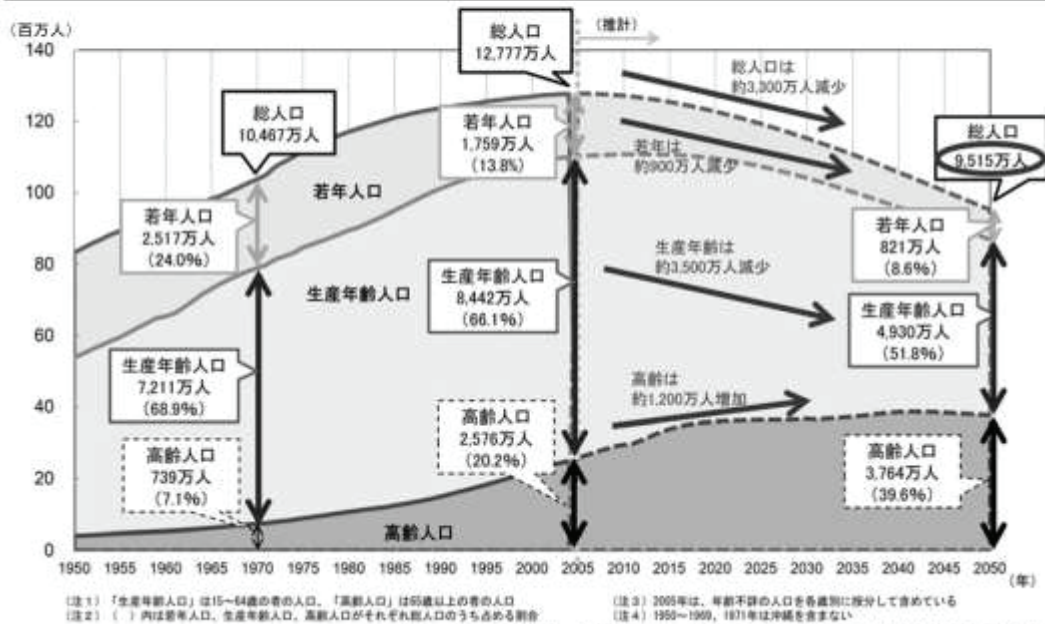 (百万人)
140
120
100
80
60
40
20
0
総人口
10,467万人
若年人口
2,517万人
(24.0%)
生産年齢人口
7,211万人
(68.9%)
高齢人口
739万人
(7.1%)
若年人口
生産年齢人口
高齢人口
総人口
12,777万人
(推計)
若年人口
1,759万人
(13.8%)
生産年齢人口
8,442万人
(66.1%)
高齢人口
2,576万人
(20.2%)
総人口は
約3,300万人減少
若年は
約900万人減少
生産年齢は
約3,500万人減少
高齢は
約1,200万人増加
総人口
9,515万人
若年人口
821万人
(8.6%)
生産年齢人口
4,930万人
(51.8%)
高齢人口
3,764万人
(39.6%)
1950 1955 1960 1965 1970 1975 1980 1985 1990 1995 2000 2005 2010 2015 2020 2025 2030 2035 2040 2045 2050
(年)
(注1) 「生産年齢人口」は15~64歳の者の人口、「高齢人口」は65歳以上の者の人口
(注2) ( ) 内は若年人口、生産年齢人口、高齢人口がそれぞれ総人口のうち占める割合
(注3) 2005年は、年齢不詳の人口を各歳別に按分して含めている
(注4) 1950~1969、1971年は沖縄を含まない